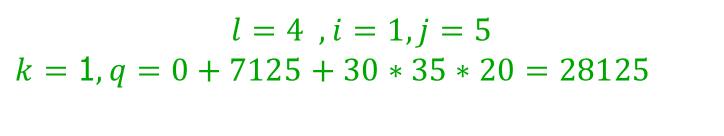 l = 4 , i = 1, j = 5
k = 1, q = 0 + 7125 + 30 * 35 * 20 = 28125